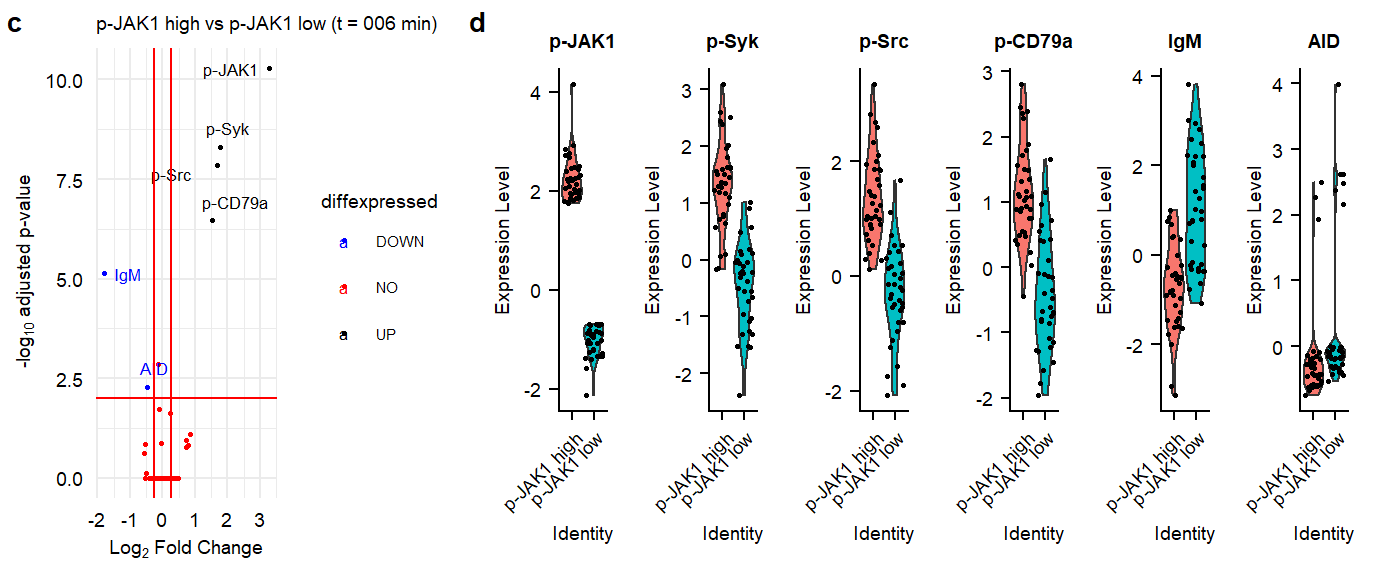 c
p-JAK1 high vs p-JAK1 low (t = 006 min)
-log10 adjusted p-value
10.0
7.5
5.0
2.5
0.0
p-JAK1
p-Syk
p-Src
p-CD79a
IgM
AID
-2 -1 0 1 2 3
Log2 Fold Change
diffexpressed
a DOWN
a NO
a UP
d
p-JAK1
Expression Level
4
2
0
-2
p-JAK1 high
p-JAK1 low
Identity
p-Syk
Expression Level
3
2
1
0
-1
-2
p-JAK1 high
p-JAK1 low
Identity
p-Src
Expression Level
2
0
-2
p-JAK1 high
p-JAK1 low
Identity
p-CD79a
Expression Level
3
2
1
0
-1
-2
p-JAK1 high
p-JAK1 low
Identity
IgM
Expression Level
4
2
0
-2
p-JAK1 high
p-JAK1 low
Identity
AID
Expression Level
4
3
2
1
0
p-JAK1 high
p-JAK1 low
Identity